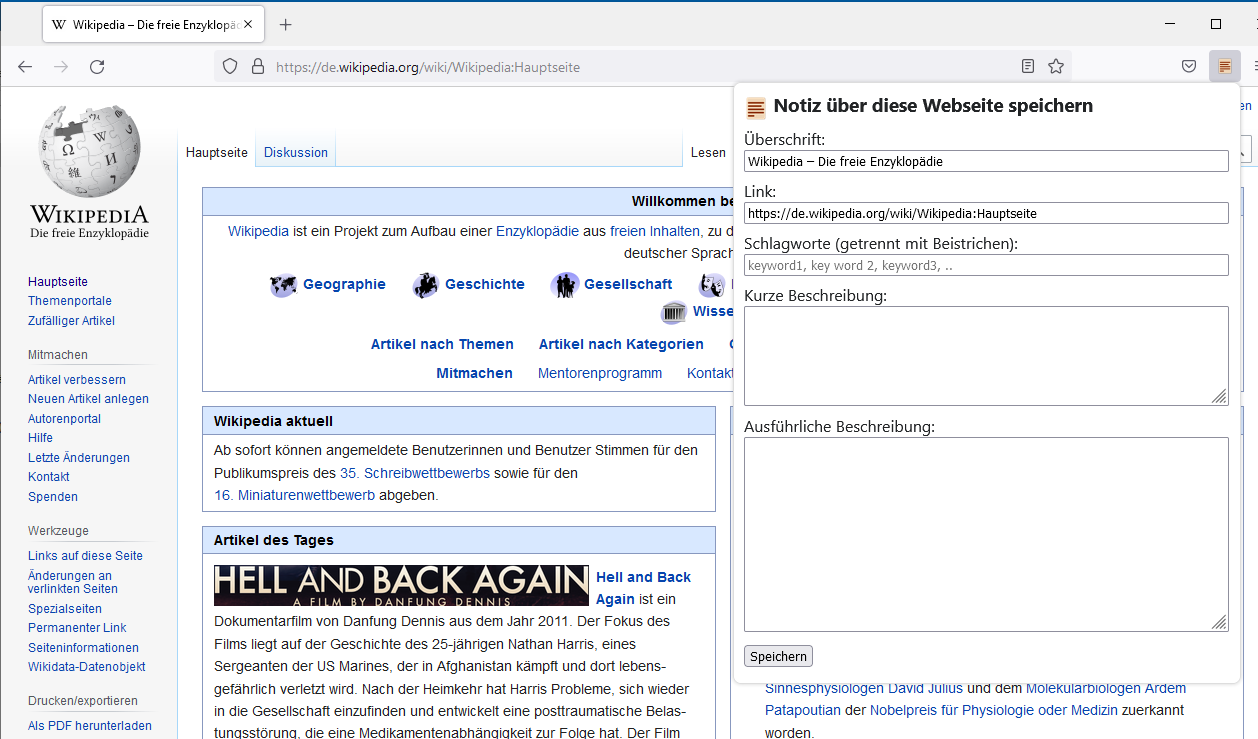 Wikipedia – Die freie Enzyklopäd
https://de.wikipedia.org/wiki/Wikipedia:Hauptseite
WIKIPEDIA
Die freie Enzyklopädie
Hauptseite
Themenportale
Zufälliger Artikel
Mitmachen
Artikel verbessern
Neuen Artikel anlegen
Autorenportal
Hilfe
Letzte Änderungen
Kontakt
Spenden
Werkzeuge
Links auf diese Seite
Änderungen an
verlinkten Seiten
Spezialseiten
Permanenter Link
Seiteninformationen
Wikidata-Datenobjekt
Drucken/exportieren
Als PDF herunterladen
Hauptseite Diskussion Lesen
Willkommen be
Wikipedia ist ein Projekt zum Aufbau einer Enzyklopädie aus freien Inhalten, zu d
deutscher Sprach
Geographie Geschichte Gesellschaft
Wisse
Artikel nach Themen Artikel nach Kategorien
Mitmachen Mentorenprogramm Kontakt
Wikipedia aktuell
Ab sofort können angemeldete Benutzerinnen und Benutzer Stimmen für den
Publikumspreis des 35. Schreibwettbewerbs sowie für den
16. Miniaturenwettbewerb abgeben.
Artikel des Tages
HELL AND BACK AGAIN
A FILM BY DANFUNG DENNIS
Hell and Back
Again ist ein
Dokumentarfilm von Danfung Dennis aus dem Jahr 2011. Der Fokus des
Films liegt auf der Geschichte des 25-jährigen Nathan Harris, eines
Sergeanten der US Marines, der in Afghanistan kämpft und dort lebens-
gefährlich verletzt wird. Nach der Heimkehr hat Harris Probleme, sich wieder
in die Gesellschaft einzufinden und entwickelt eine posttraumatische Belas-
tungsstörung, die eine Medikamentenabhängigkeit zur Folge hat. Der Film
Notiz über diese Webseite speichern
Überschrift:
Wikipedia – Die freie Enzyklopädie
Link:
https://de.wikipedia.org/wiki/Wikipedia:Hauptseite
Schlagworte (getrennt mit Beistrichen):
keyword1, key word 2, keyword3, ..
Kurze Beschreibung:
Ausführliche Beschreibung:
Speichern
en
Sinnesphysiologen David Julius und dem Molekularbiologen Ardem
Patapoutian der Nobelpreis für Physiologie oder Medizin zuerkannt
worden.